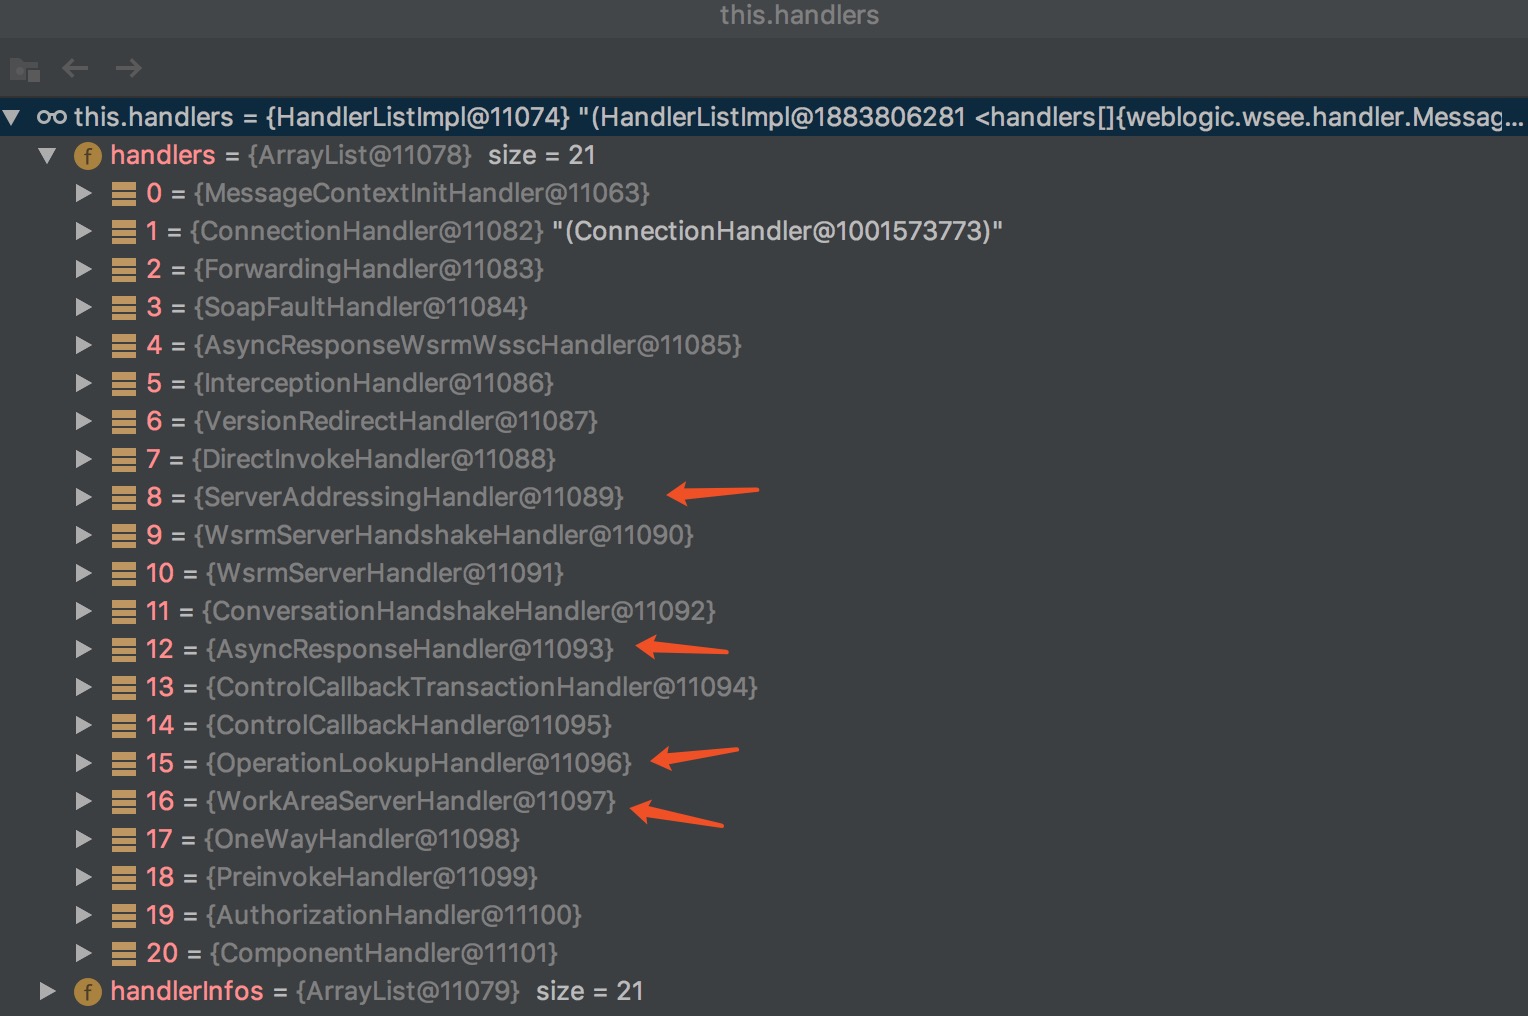 this.handlers
this.handlers = {HandlerListImpl@11074} "(HandlerListImpl@1883806281 <handlers[]{weblogic.wsee.handler.Messag...
f handlers = {ArrayList@11078} size = 21
0 = {MessageContextInitHandler@11063}
1 = {ConnectionHandler@11082} "(ConnectionHandler@1001573773)"
2 = {ForwardingHandler@11083}
3 = {SoapFaultHandler@11084}
4 = {AsyncResponseWsrmWsscHandler@11085}
5 = {InterceptionHandler@11086}
6 = {VersionRedirectHandler@11087}
7 = {DirectInvokeHandler@11088}
8 = {ServerAddressingHandler@11089}
9 = {WsrmServerHandshakeHandler@11090}
10 = {WsrmServerHandler@11091}
11 = {ConversationHandshakeHandler@11092}
12 = {AsyncResponseHandler@11093}
13 = {ControlCallbackTransactionHandler@11094}
14 = {ControlCallbackHandler@11095}
15 = {OperationLookupHandler@11096}
16 = {WorkAreaServerHandler@11097}
17 = {OneWayHandler@11098}
18 = {PreinvokeHandler@11099}
19 = {AuthorizationHandler@11100}
20 = {ComponentHandler@11101}
f handlerInfos = {ArrayList@11079} size = 21